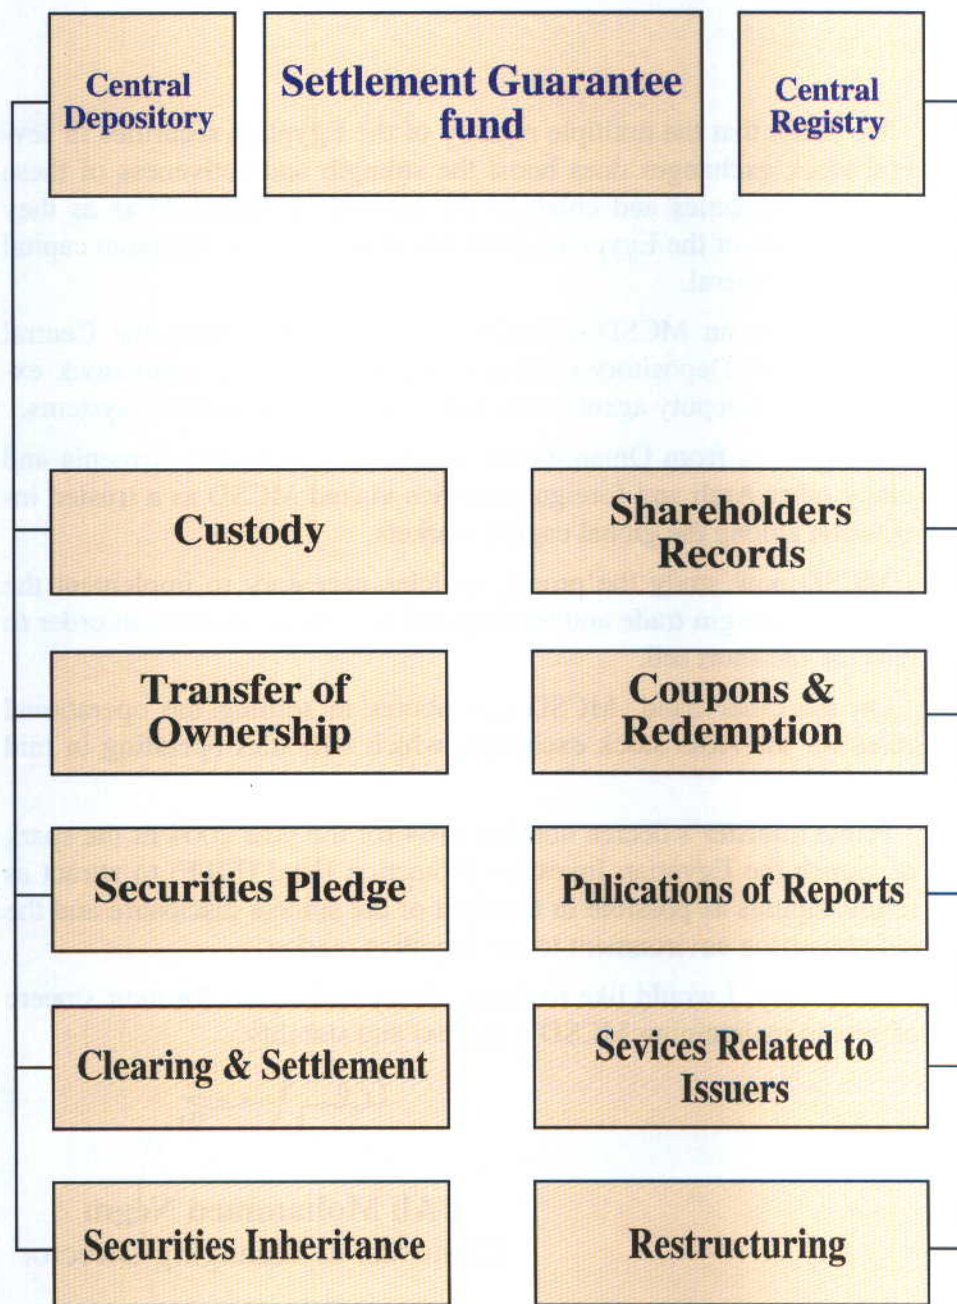 Central
Depository
Settlement Guarantee
fund
Central
Registry
Custody
Shareholders
Records
Transfer of
Ownership
Coupons &
Redemption
Securities Pledge
Pulications of Reports
Clearing & Settlement
Sevices Related to
Issuers
Securities Inheritance
Restructuring